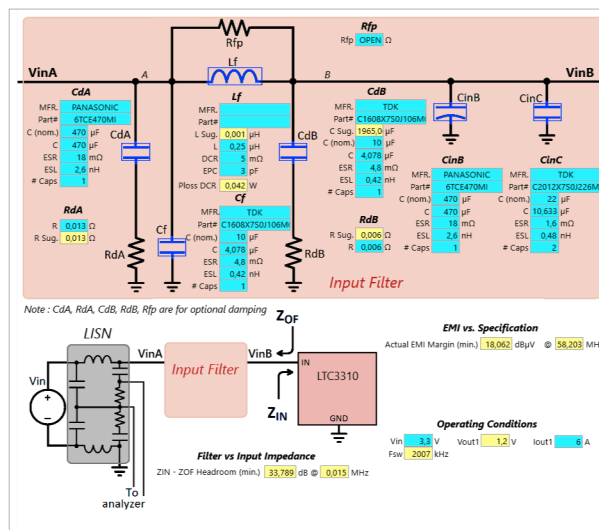 Rfp
Rfp OPEN Ω
Rfp
VinA A Lf B VinB
CdA
MFR. PANASONIC
Part# 6TCE470MI
C (nom.) 470 µF
C 470 µF
ESR 18 mΩ
ESL 2,6 nH
# Caps 1
CdA
Lf
MFR.
Part#
L Sug. 0,001 µH
L 0,25 µH
DCR 5 mΩ
EPC 3 pF
Ploss DCR 0,042 W
CdB
CdB
MFR. TDK
Part# C1608X7S0J106M
C Sug. 1965,0 µF
C (nom.) 10 µF
C 4,078 µF
ESR 4,8 mΩ
ESL 0,42 nH
# Caps 1
CinB
CinC
CinB
MFR. PANASONIC
Part# 6TCE470MI
C (nom.) 470 µF
C 470 µF
ESR 18 mΩ
ESL 2,6 nH
# Caps 1
CinC
MFR. TDK
Part# C2012X7S0J226M
C (nom.) 22 µF
C 10,633 µF
ESR 1,6 mΩ
ESL 0,48 nH
# Caps 2
RdA
R 0,013 Ω
R Sug. 0,013 Ω
RdA
Cf
Cf
MFR. TDK
Part# C1608X7S0J106M
C (nom.) 10 µF
C 4,078 µF
ESR 4,8 mΩ
ESL 0,42 nH
# Caps 1
RdB
RdB
R Sug. 0,006 Ω
R 0,006 Ω
Input Filter
Note : CdA, RdA, CdB, RdB, Rfp are for optional damping
LISN
Vin
VinA
Input Filter
VinB
ZOF
ZIN
IN
LTC3310
GND
To
analyzer
EMI vs. Specification
Actual EMI Margin (min.) 18,062 dBµV @ 58,203
Operating Conditions
Vin 3,3 V Vout1 1,2 V Iout1 6 A
Fsw 2007 kHz
Filter vs Input Impedance
ZIN - ZOF Headroom (min.) 33,789 dB @ 0,015 MHz